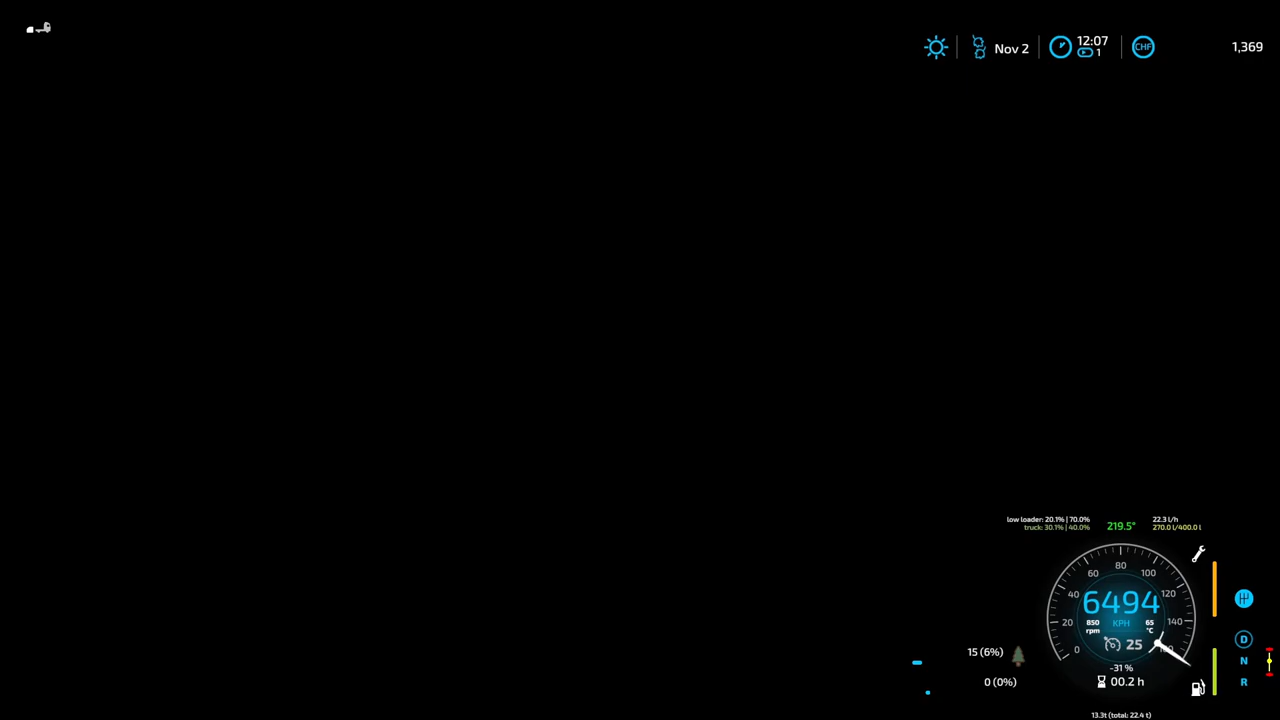 Nov 2
12:07
1
CHF
1,369
low loader: 20.1% | 70.0%
truck: 30.1% | 40.0%
219.5°
22.3 l/h
270.0 l/400.0 l
0
20
40
60
80
100
120
140
6494
KPH
850
rpm
65
°C
25
-31 %
00.2 h
D
N
R
15 (6%)
0 (0%)
13.3t (total: 22.4 t)